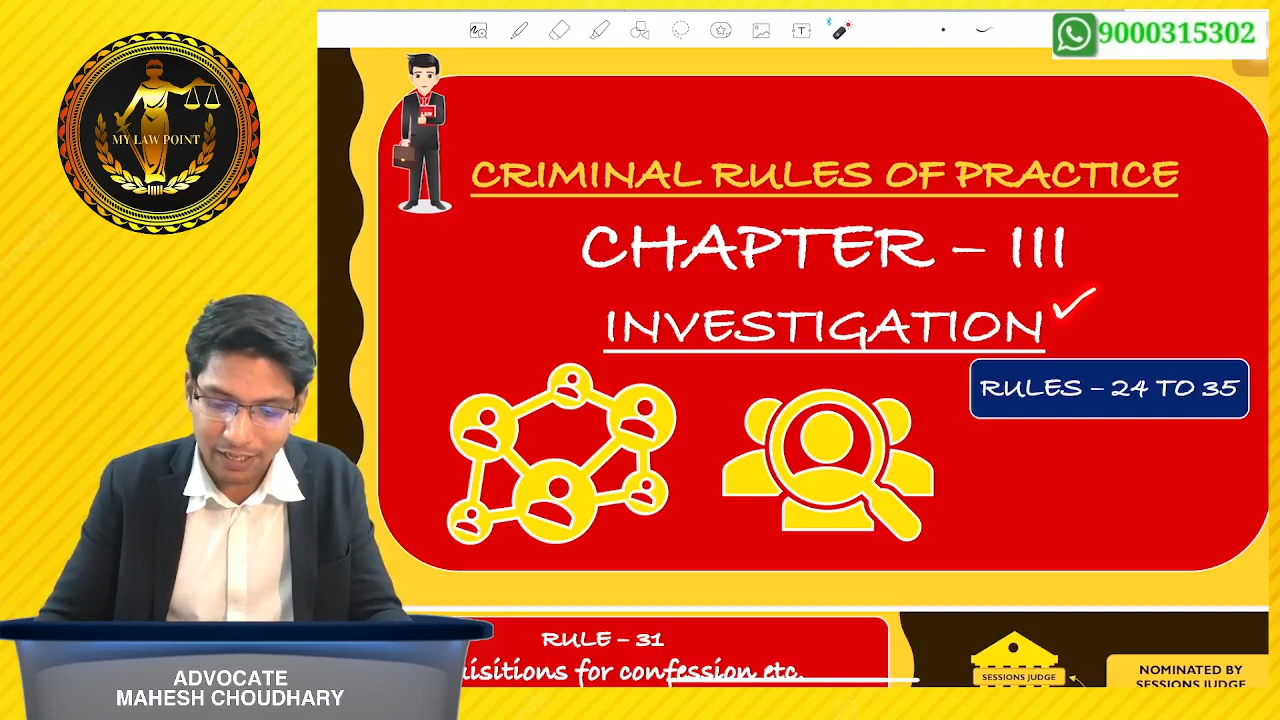 9000315302
MY LAW POINT
CRIMINAL RULES OF PRACTICE
CHAPTER – III
INVESTIGATION
RULES – 24 TO 35
RULE – 31
for confession etc.
SESSIONS JUDGE
NOMINATED BY
SESSIONS JUDGE
ADVOCATE
MAHESH CHOUDHARY